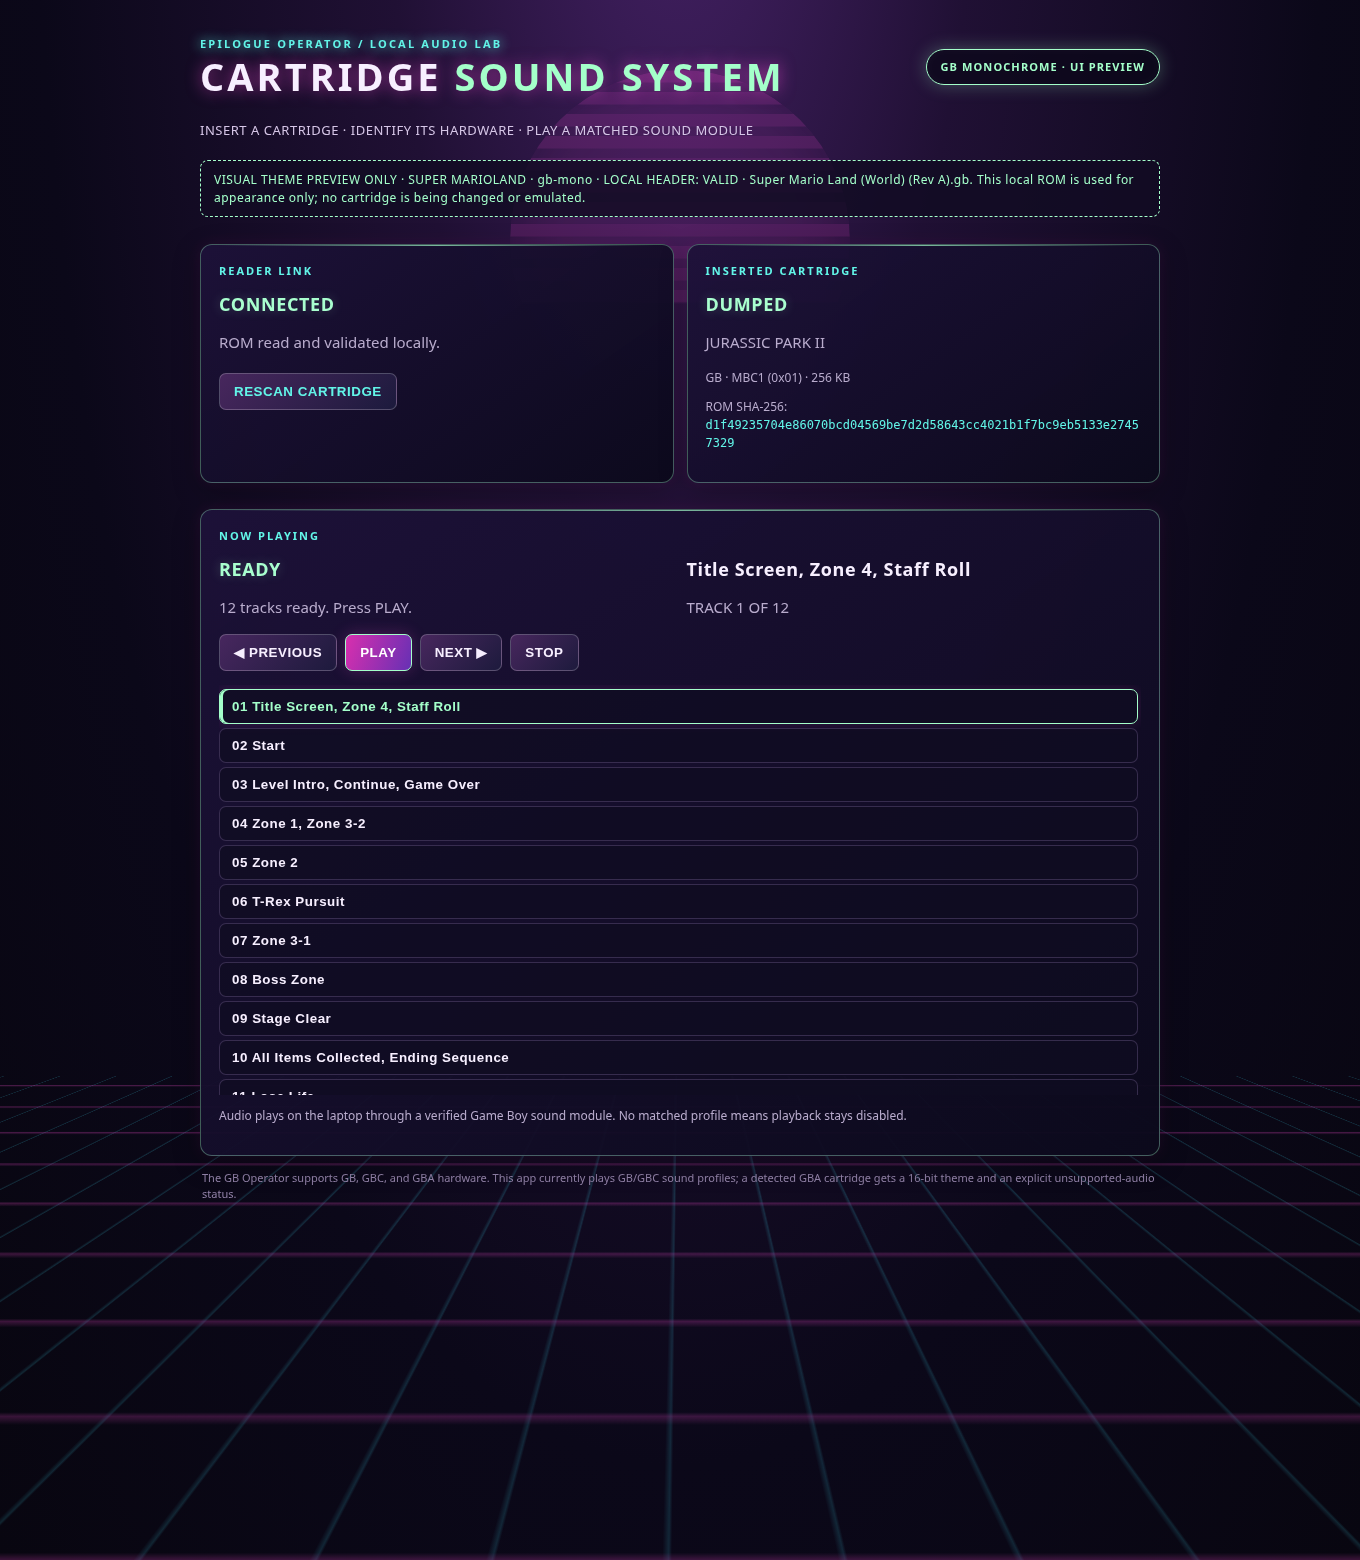 EPILOGUE OPERATOR / LOCAL AUDIO LAB
CARTRIDGE SOUND SYSTEM
GB MONOCHROME · UI PREVIEW
INSERT A CARTRIDGE · IDENTIFY ITS HARDWARE · PLAY A MATCHED SOUND MODULE
VISUAL THEME PREVIEW ONLY · SUPER MARIOLAND · gb-mono · LOCAL HEADER: VALID · Super Mario Land (World) (Rev A).gb. This local ROM is used for
appearance only; no cartridge is being changed or emulated.
READER LINK
CONNECTED
ROM read and validated locally.
RESCAN CARTRIDGE
INSERTED CARTRIDGE
DUMPED
JURASSIC PARK II
GB · MBC1 (0x01) · 256 KB
ROM SHA-256:
d1f49235704e86070bcd04569be7d2d58643cc4021b1f7bc9eb5133e2745
7329
NOW PLAYING
READY
12 tracks ready. Press PLAY.
Title Screen, Zone 4, Staff Roll
TRACK 1 OF 12
◀ PREVIOUS
PLAY
NEXT ▶
STOP
01 Title Screen, Zone 4, Staff Roll
02 Start
03 Level Intro, Continue, Game Over
04 Zone 1, Zone 3-2
05 Zone 2
06 T-Rex Pursuit
07 Zone 3-1
08 Boss Zone
09 Stage Clear
10 All Items Collected, Ending Sequence
11 Lose Life
Audio plays on the laptop through a verified Game Boy sound module. No matched profile means playback stays disabled.
The GB Operator supports GB, GBC, and GBA hardware. This app currently plays GB/GBC sound profiles; a detected GBA cartridge gets a 16-bit theme and an explicit unsupported-audio
status.